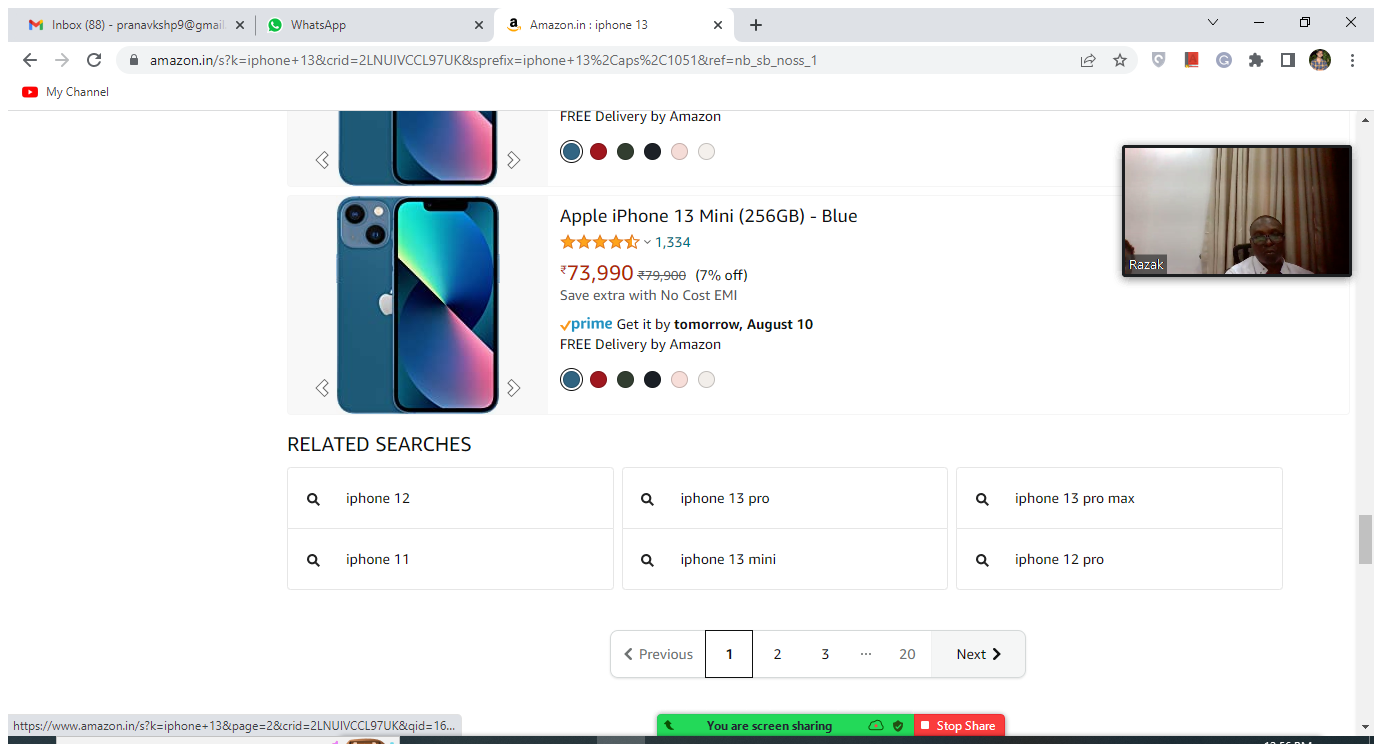 Inbox (88) - pranavkshp9@gmail
WhatsApp
Amazon.in : iphone 13
amazon.in/s?k=iphone+13&crid=2LNUIVCCL97UK&sprefix=iphone+13%2Caps%2C1051&ref=nb_sb_noss_1
My Channel
FREE Delivery by Amazon
Razak
Apple iPhone 13 Mini (256GB) - Blue
1,334
₹73,990 ₹79,900 (7% off)
Save extra with No Cost EMI
prime Get it by tomorrow, August 10
FREE Delivery by Amazon
RELATED SEARCHES
iphone 12
iphone 13 pro
iphone 13 pro max
iphone 11
iphone 13 mini
iphone 12 pro
Previous 1 2 3 ... 20 Next
https://www.amazon.in/s?k=iphone+13&page=2&crid=2LNUIVCCL97UK&qid=16...
You are screen sharing
Stop Share